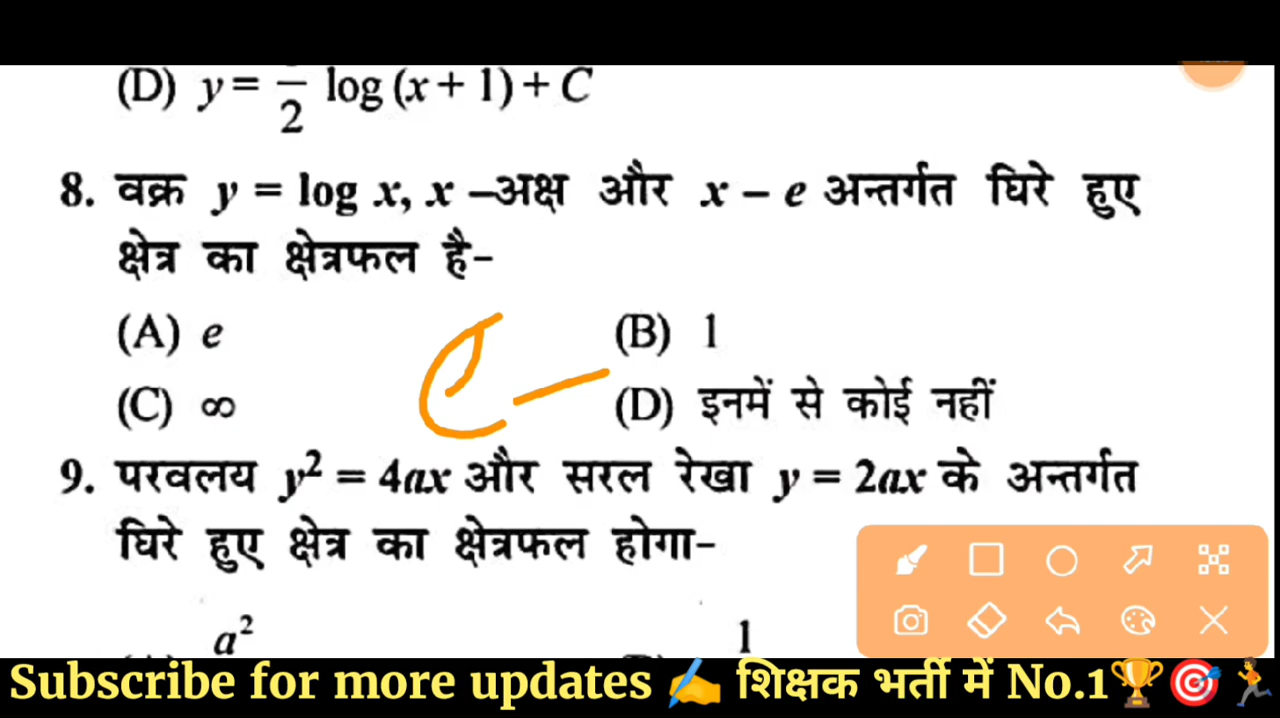 (D) y = — 2 log (x + 1) + C
8. वक्र y = log x, x –अक्ष और x – e अन्तर्गत घिरे हुए
क्षेत्र का क्षेत्रफल है-
(A) e (B) 1
(C) ∞ (D) इनमें से कोई नहीं
9. परवलय y² = 4ax और सरल रेखा y = 2ax के अन्तर्गत
घिरे हुए क्षेत्र का क्षेत्रफल होगा-
a² 1
Subscribe for more updates ✍️ शिक्षक भर्ती में No.1🏆🎯🏃